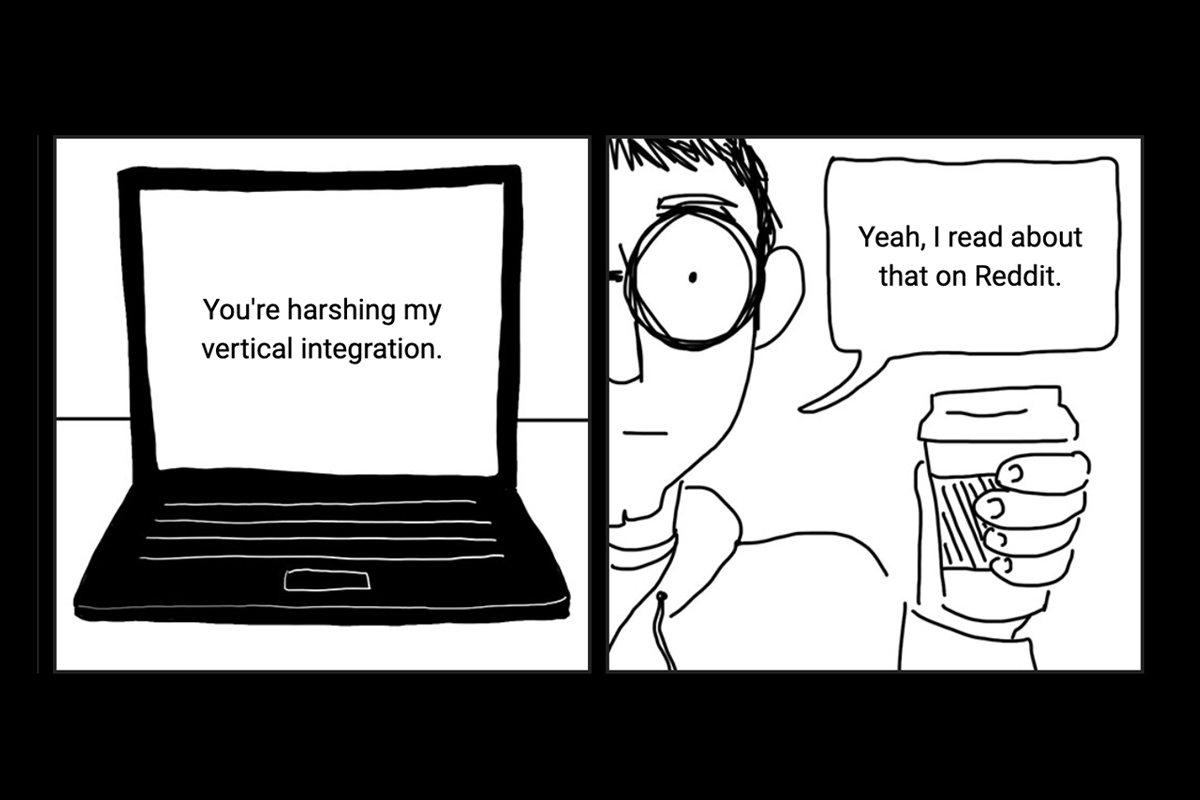 You're harshing my
vertical integration.
Yeah, I read about
that on Reddit.